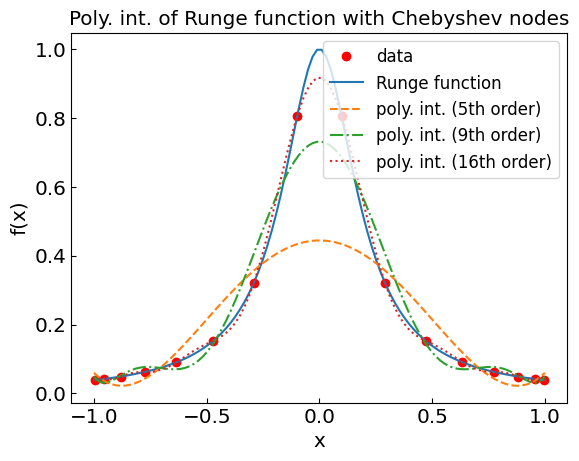 Poly. int. of Runge function with Chebyshev nodes
data
Runge function
poly. int. (5th order)
poly. int. (9th order)
poly. int. (16th order)
f(x)
1.0
0.8
0.6
0.4
0.2
0.0
−1.0 −0.5 0.0 0.5 1.0
x